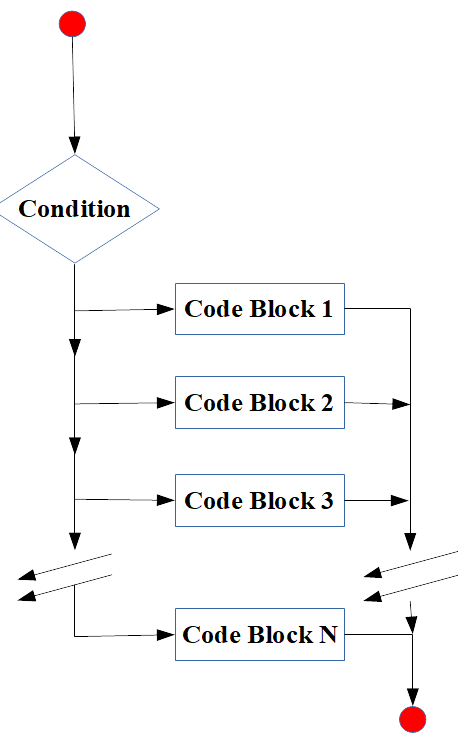 Condition
Code Block 1
Code Block 2
Code Block 3
Code Block N